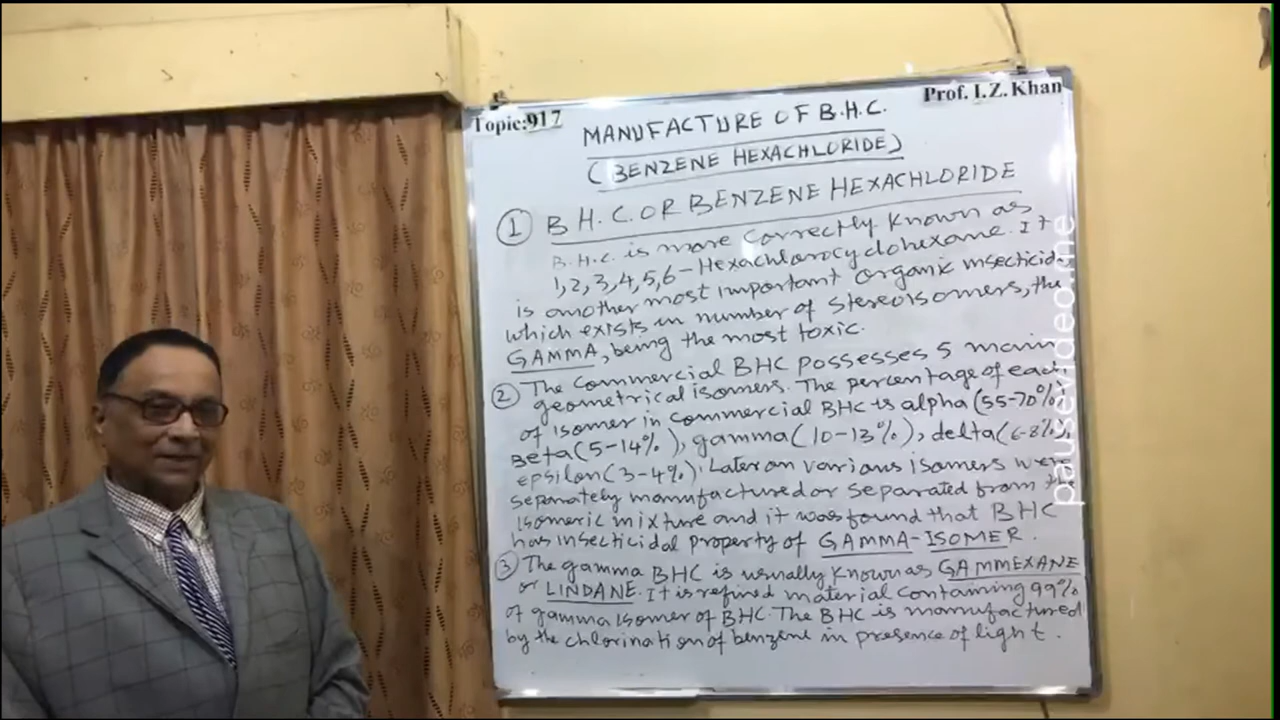 Topic:917
Prof. I.Z. Khan
MANUFACTURE OF B.H.C.
(BENZENE HEXACHLORIDE)
① B.H.C. OR BENZENE HEXACHLORIDE
B.H.C. is more correctly known as
1,2,3,4,5,6-Hexachlorocyclohexane. It
is another most important organic insecticide
which exists in number of stereoisomers, the
GAMMA, being the most toxic.
② The commercial BHC possesses 5 main
geometrical isomers. The percentage of each
of isomer in commercial BHC is alpha (55-70%),
Beta (5-14%), gamma (10-13%), delta (6-8%),
epsilon (3-4%). Later on various isomers were
separately manufactured or separated from the
isomeric mixture and it was found that BHC
has insecticidal property of GAMMA-ISOMER.
③ The gamma BHC is usually known as GAMMEXANE
or LINDANE. It is refined material containing 99%
of gamma isomer of BHC. The BHC is manufactured
by the chlorination of benzene in presence of light.
pausevideo.me